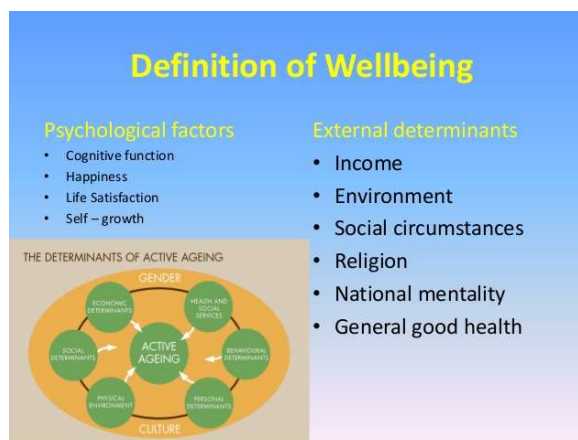 Definition of Wellbeing
Psychological factors
• Cognitive function
• Happiness
• Life Satisfaction
• Self – growth
External determinants
• Income
• Environment
• Social circumstances
• Religion
• National mentality
• General good health
THE DETERMINANTS OF ACTIVE AGEING
GENDER
ECONOMIC
DETERMINANTS
HEALTH AND
SOCIAL
SERVICES
SOCIAL
DETERMINANTS
ACTIVE
AGEING
BEHAVIOURAL
DETERMINANTS
PHYSICAL
ENVIRONMENT
PERSONAL
DETERMINANTS
CULTURE